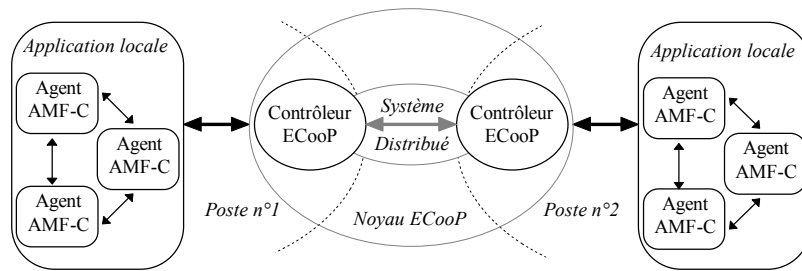 Application locale
Agent
AMF-C
Agent
AMF-C
Agent
AMF-C
Contrôleur
ECooP
Système
Distribué
Contrôleur
ECooP
Poste n°1
Noyau ECooP
Poste n°2
Application locale
Agent
AMF-C
Agent
AMF-C
Agent
AMF-C